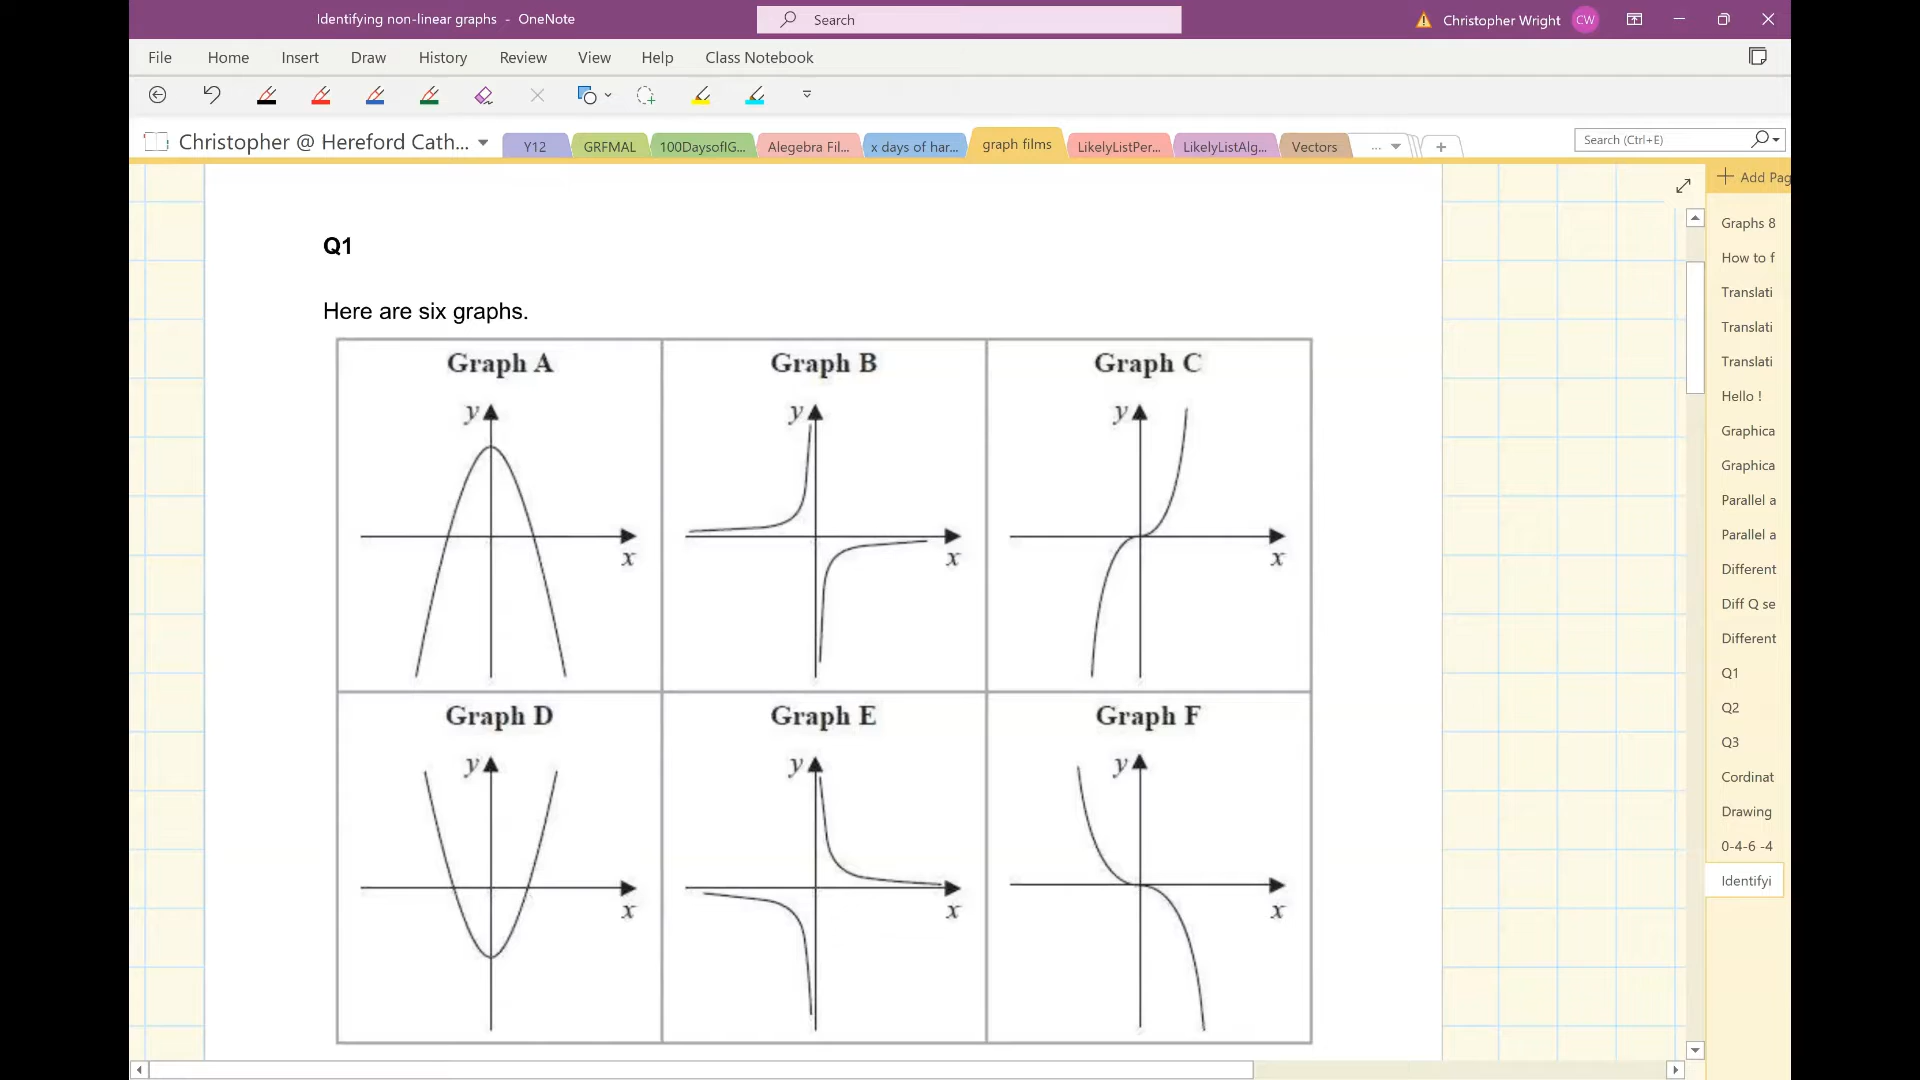 Identifying non-linear graphs - OneNote
Search
Christopher Wright
CW
File Home Insert Draw History Review View Help Class Notebook
Christopher @ Hereford Cath...
Y12
GRFMAL
100DaysofIG...
Alegebra Fil...
x days of har...
graph films
LikelyListPer...
LikelyListAlg...
Vectors
...
Search (Ctrl+E)
Add Pag
Q1
Here are six graphs.
Graph A
y
x
Graph B
y
x
Graph C
y
x
Graph D
y
x
Graph E
y
x
Graph F
y
x
Graphs 8
How to f
Translati
Translati
Translati
Hello !
Graphica
Graphica
Parallel a
Parallel a
Different
Diff Q se
Different
Q1
Q2
Q3
Cordinat
Drawing
0-4-6 -4
Identifyi